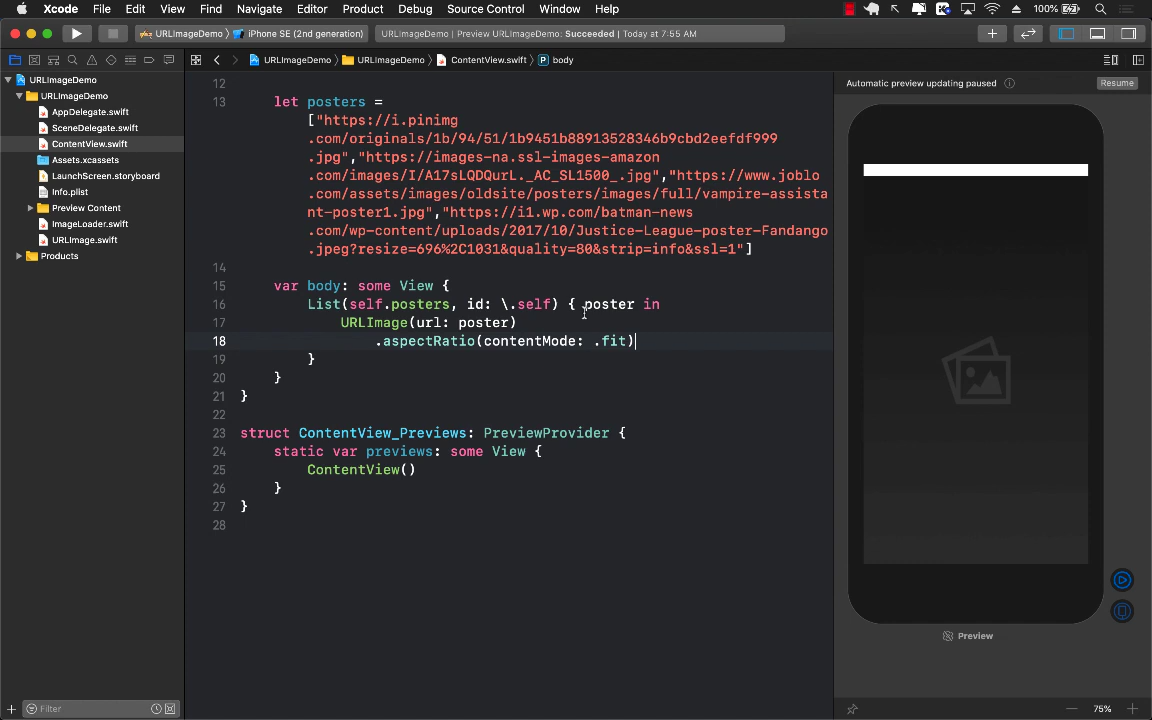 Xcode File Edit View Find Navigate Editor Product Debug Source Control Window Help 100%
URLImageDemo iPhone SE (2nd generation) URLImageDemo | Preview URLImageDemo: Succeeded | Today at 7:55 AM
URLImageDemo URLImageDemo ContentView.swift P body
URLImageDemo
URLImageDemo
AppDelegate.swift
SceneDelegate.swift
ContentView.swift
Assets.xcassets
LaunchScreen.storyboard
Info.plist
Preview Content
ImageLoader.swift
URLImage.swift
Products
Filter
12
13 let posters =
["https://i.pinimg
.com/originals/1b/94/51/1b9451b88913528346b9cbd2eefdf999
.jpg","https://images-na.ssl-images-amazon
.com/images/I/A17sLQDQurL._AC_SL1500_.jpg","https://www.joblo
.com/assets/images/oldsite/posters/images/full/vampire-assista
nt-poster1.jpg","https://i1.wp.com/batman-news
.com/wp-content/uploads/2017/10/Justice-League-poster-Fandango
.jpeg?resize=696%2C1031&quality=80&strip=info&ssl=1"]
14
15 var body: some View {
16 List(self.posters, id: \.self) { poster in
17 URLImage(url: poster)
18 .aspectRatio(contentMode: .fit)
19 }
20 }
21 }
22
23 struct ContentView_Previews: PreviewProvider {
24 static var previews: some View {
25 ContentView()
26 }
27 }
28
Automatic preview updating paused Resume
Preview
75%